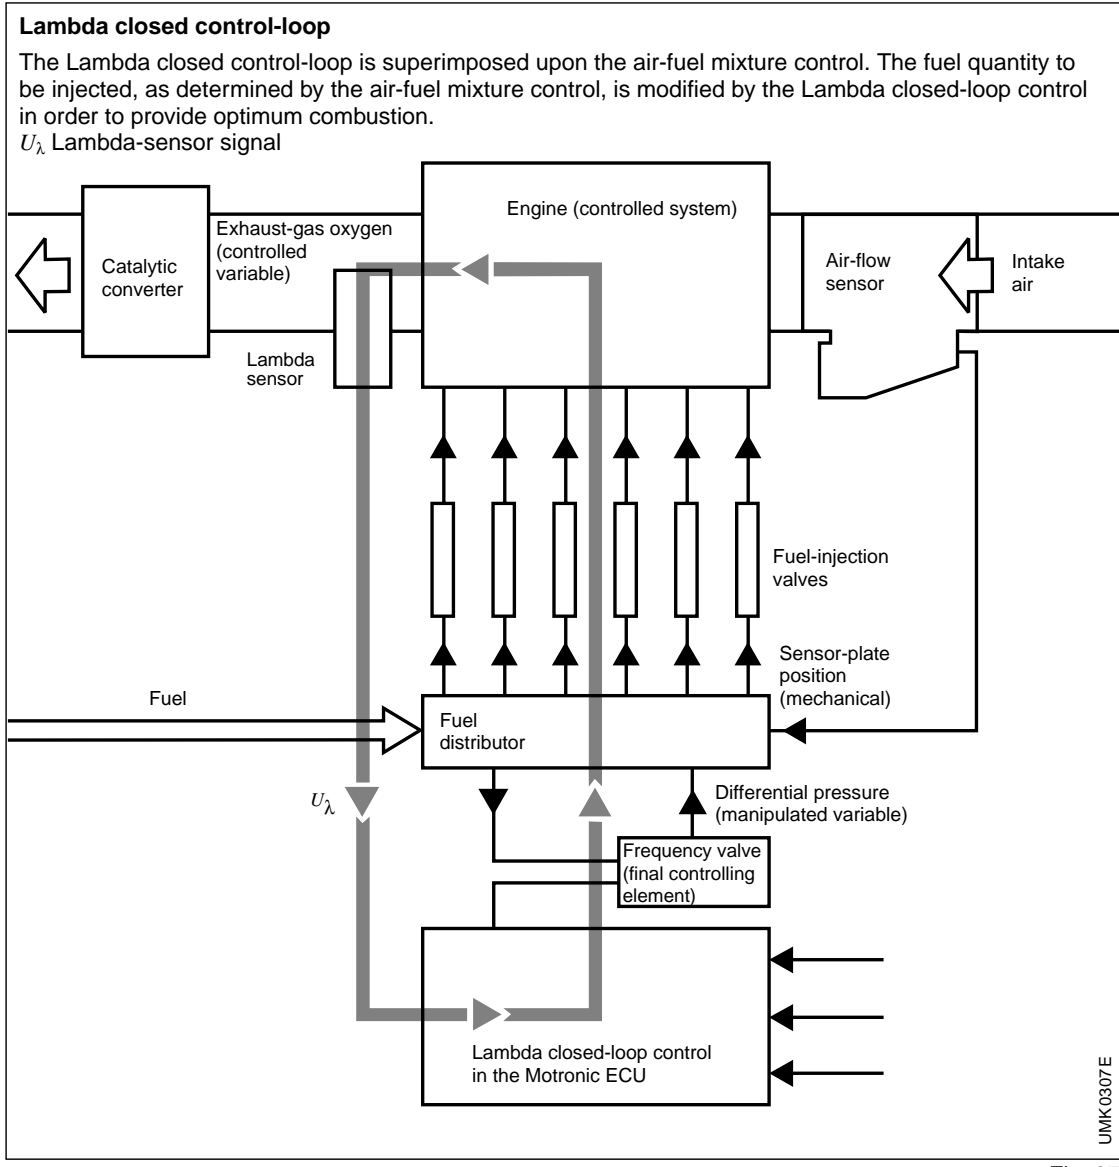 Lambda closed control-loop
The Lambda closed control-loop is superimposed upon the air-fuel mixture control. The fuel quantity to
be injected, as determined by the air-fuel mixture control, is modified by the Lambda closed-loop control
in order to provide optimum combustion.
Uλ Lambda-sensor signal
Engine (controlled system)
Exhaust-gas oxygen
(controlled
variable)
Catalytic
converter
Air-flow
sensor
Intake
air
Lambda
sensor
Fuel-injection
valves
Sensor-plate
position
(mechanical)
Fuel
Fuel
distributor
Uλ
Differential pressure
(manipulated variable)
Frequency valve
(final controlling
element)
Lambda closed-loop control
in the Motronic ECU
UMK0307E